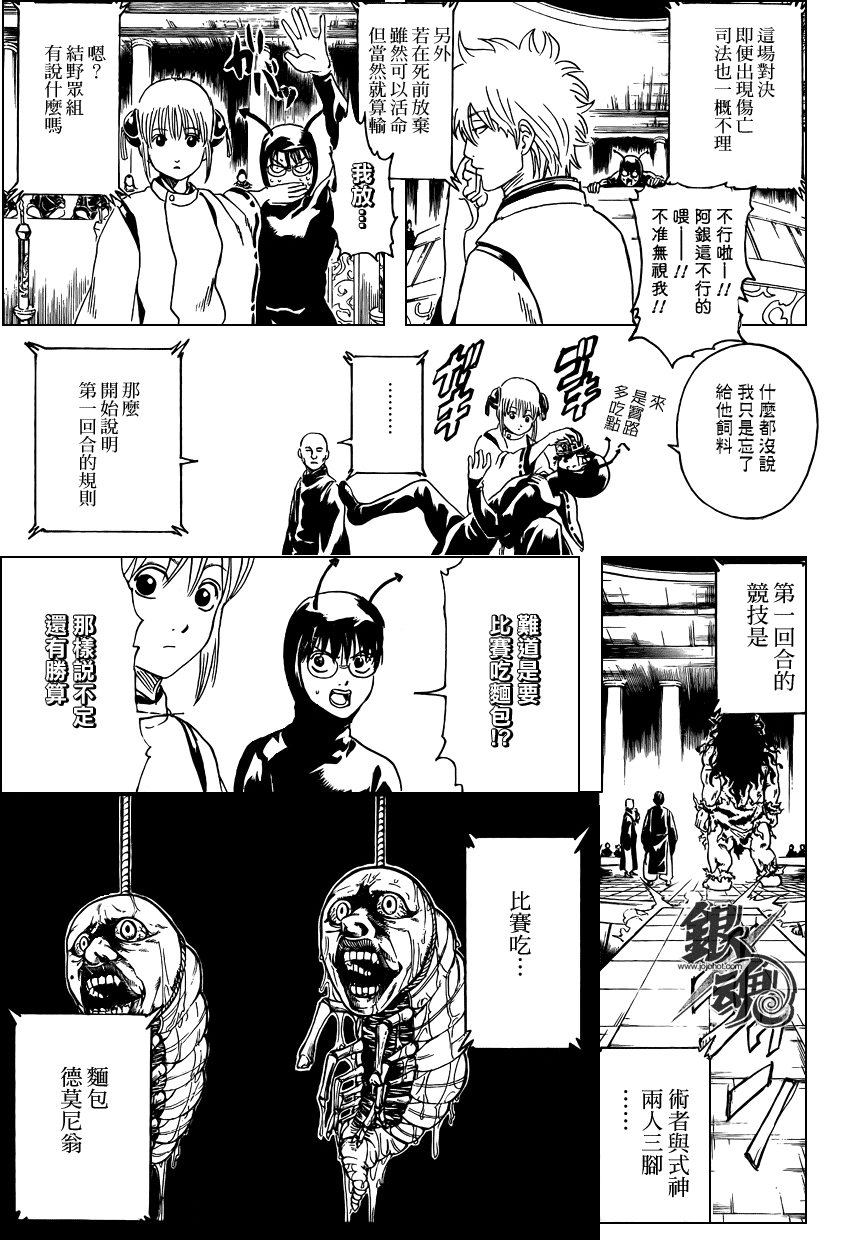 這場對決
即便出現傷亡
司法也一概不理
不行啦—!!
阿銀這不行的
喂——!!
不准無視我!!
另外
若在死前放棄
雖然可以活命
但當然就算輸
我放…
嗯？
結野眾組
有說什麼嗎
什麼都沒說
我只是忘了
給他飼料
來
是寶路
多吃點
………
那麼
開始說明
第一回合的規則
第一回合的
競技是
術者與式神
兩人三腳
……
難道是要
比賽吃麵包!?
那樣說不定
還有勝算
比賽吃…
麵包
德莫尼翁
銀魂
www.jojohot.com